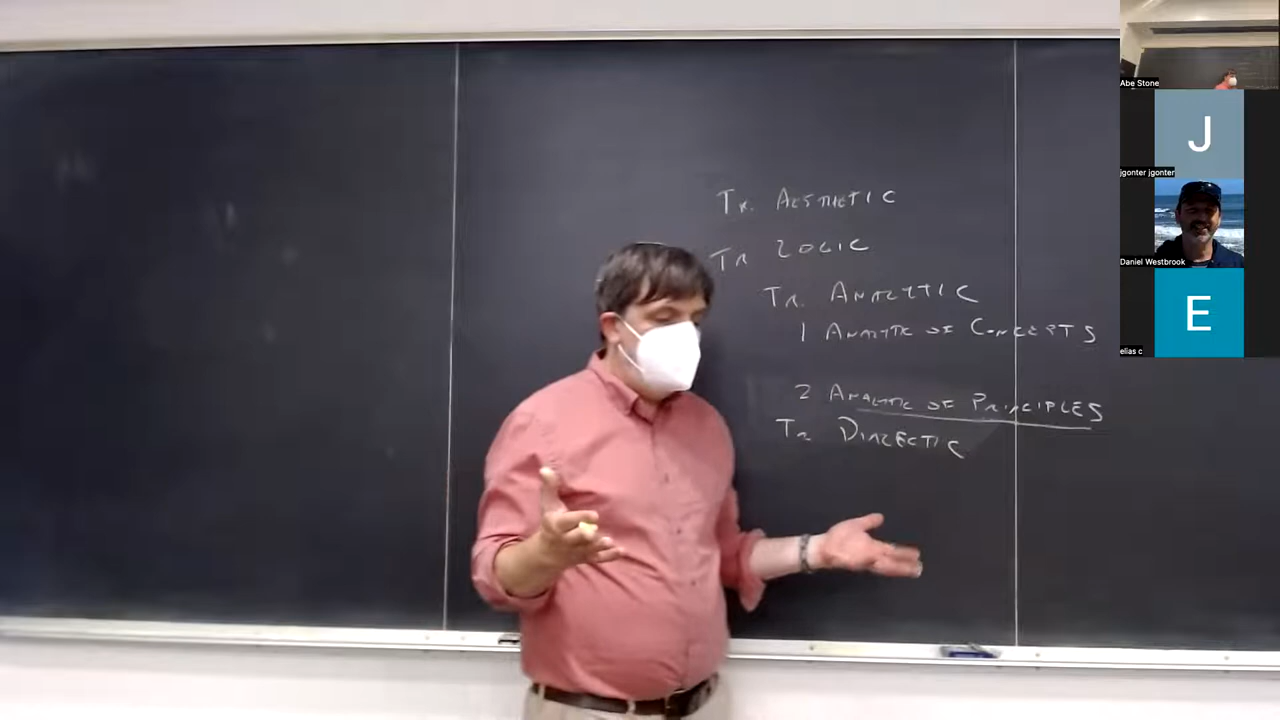 TR. AESTHETIC
TR LOGIC
TR. ANALYTIC
1 ANALYTIC OF CONCEPTS
2 ANALYTIC OF PRINCIPLES
TR DIALECTIC
Abe Stone
J
jgonter jgonter
Daniel Westbrook
E
elias c